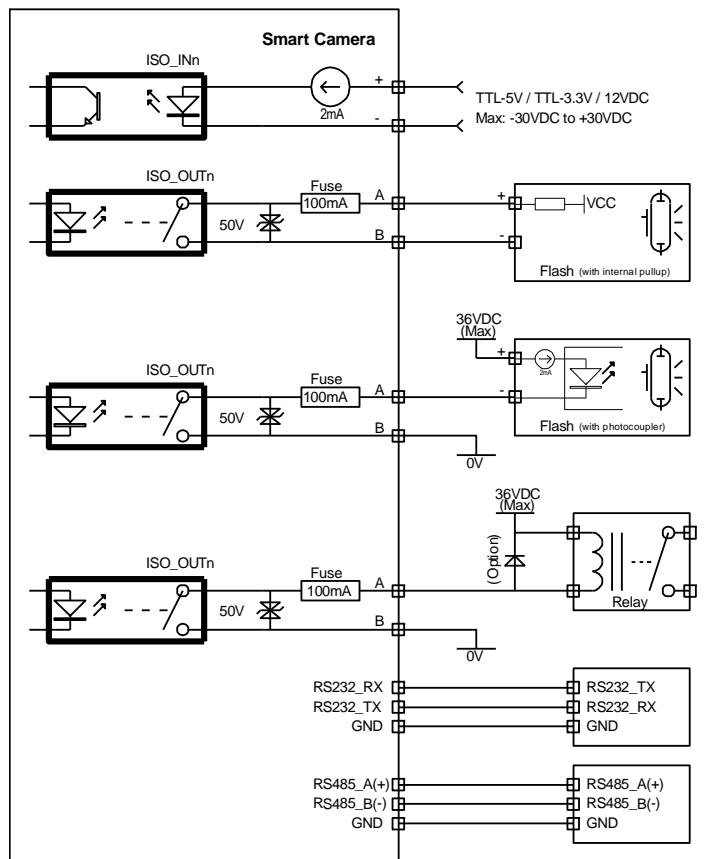 Smart Camera
ISO_INn
+
-
2mA
TTL-5V / TTL-3.3V / 12VDC
Max: -30VDC to +30VDC
ISO_OUTn
50V
Fuse
100mA
A
B
+
-
VCC
Flash (with internal pullup)
ISO_OUTn
50V
Fuse
100mA
A
B
0V
36VDC
(Max)
+
-
2mA
Flash (with photocoupler)
ISO_OUTn
50V
Fuse
100mA
A
B
0V
36VDC
(Max)
(Option)
Relay
RS232_RX
RS232_TX
RS232_TX
RS232_RX
GND
GND
RS485_A(+)
RS485_A(+)
RS485_B(-)
RS485_B(-)
GND
GND